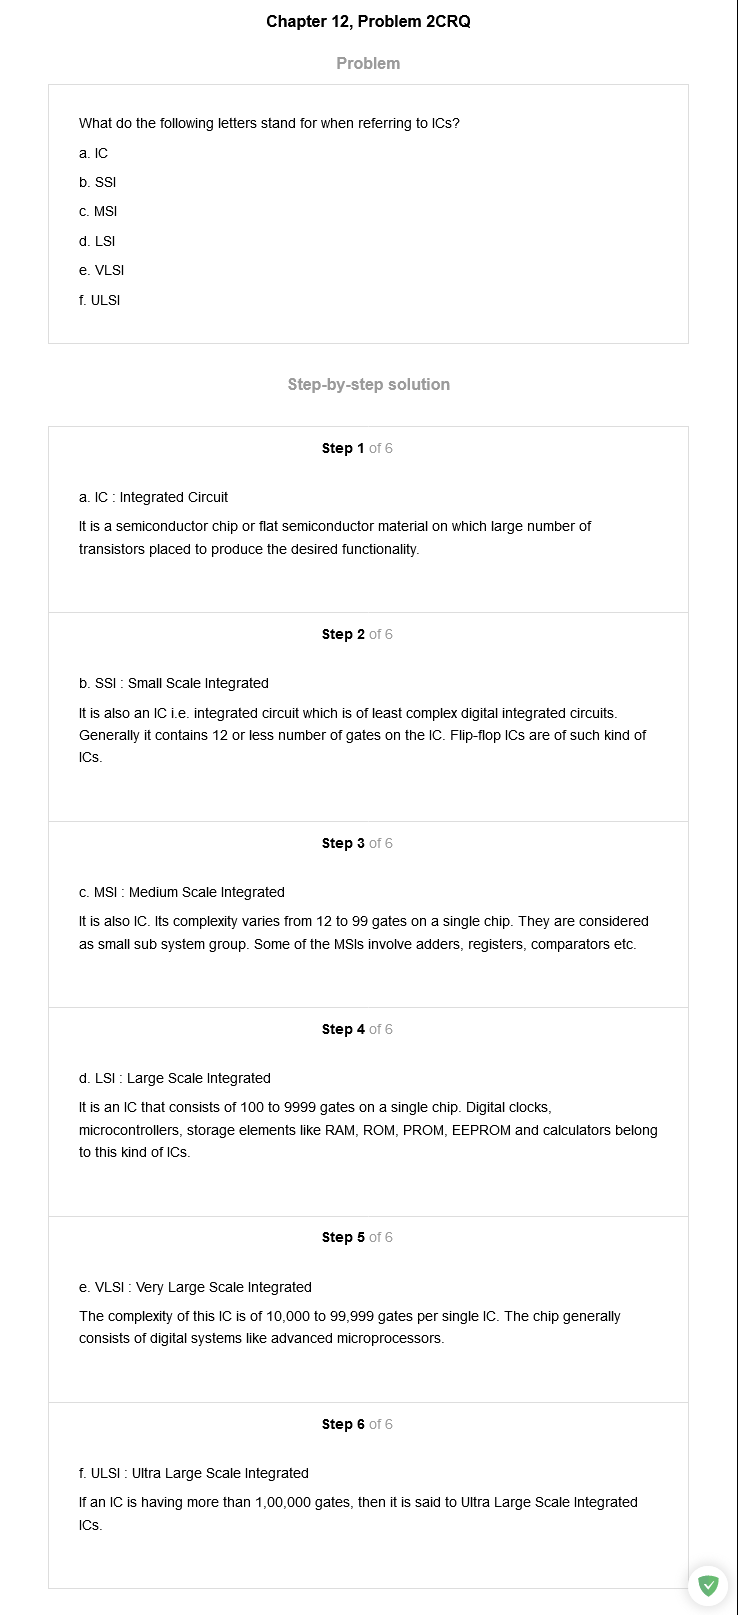 Chapter 12, Problem 2CRQ
Problem
What do the following letters stand for when referring to ICs?
a. IC
b. SSI
c. MSI
d. LSI
e. VLSI
f. ULSI
Step-by-step solution
Step 1 of 6
a. IC : Integrated Circuit
It is a semiconductor chip or flat semiconductor material on which large number of
transistors placed to produce the desired functionality.
Step 2 of 6
b. SSI : Small Scale Integrated
It is also an IC i.e. integrated circuit which is of least complex digital integrated circuits.
Generally it contains 12 or less number of gates on the IC. Flip-flop ICs are of such kind of
ICs.
Step 3 of 6
c. MSI : Medium Scale Integrated
It is also IC. Its complexity varies from 12 to 99 gates on a single chip. They are considered
as small sub system group. Some of the MSIs involve adders, registers, comparators etc.
Step 4 of 6
d. LSI : Large Scale Integrated
It is an IC that consists of 100 to 9999 gates on a single chip. Digital clocks,
microcontrollers, storage elements like RAM, ROM, PROM, EEPROM and calculators belong
to this kind of ICs.
Step 5 of 6
e. VLSI : Very Large Scale Integrated
The complexity of this IC is of 10,000 to 99,999 gates per single IC. The chip generally
consists of digital systems like advanced microprocessors.
Step 6 of 6
f. ULSI : Ultra Large Scale Integrated
If an IC is having more than 1,00,000 gates, then it is said to Ultra Large Scale Integrated
ICs.